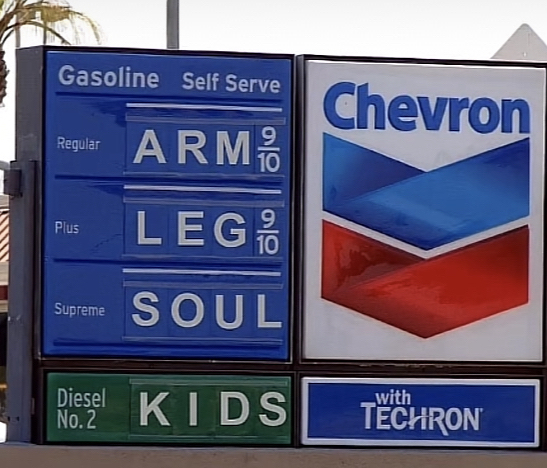 Gasoline Self Serve
Regular ARM 9/10
Plus LEG 9/10
Supreme SOUL
Diesel No. 2 KIDS
Chevron
with
TECHRON